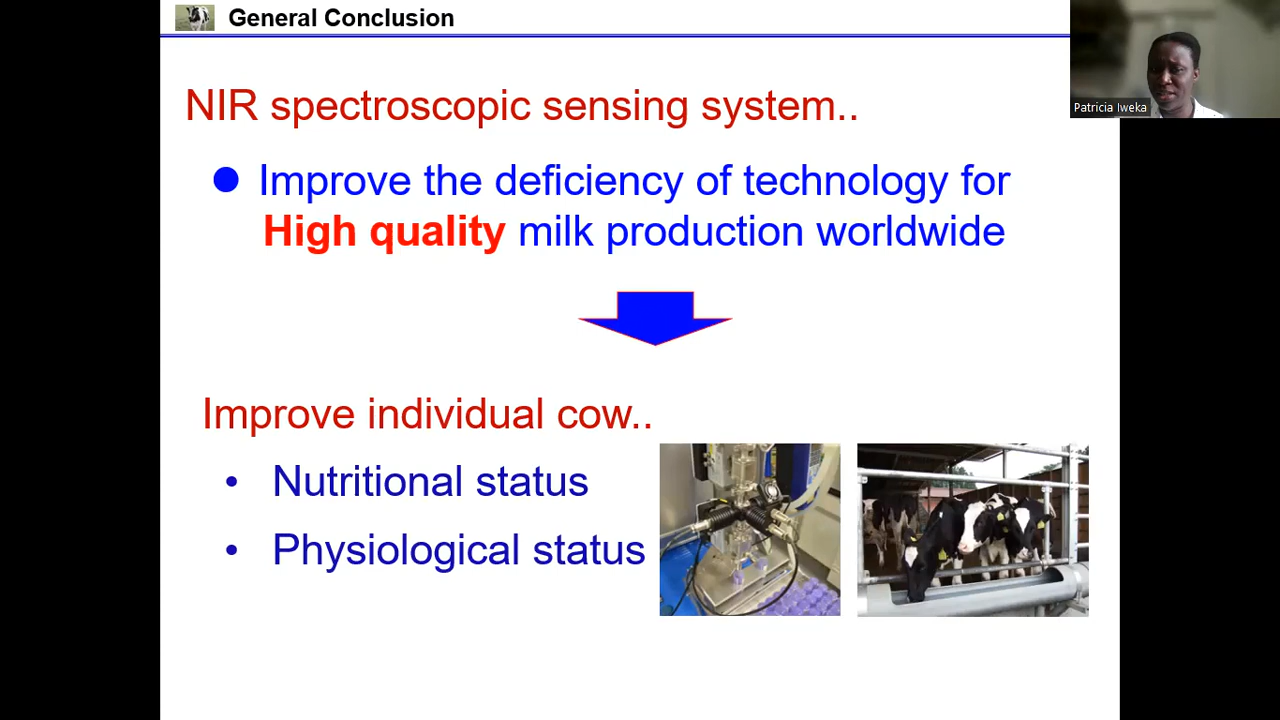 General Conclusion
Patricia Iweka
NIR spectroscopic sensing system..
● Improve the deficiency of technology for
High quality milk production worldwide
Improve individual cow..
• Nutritional status
• Physiological status